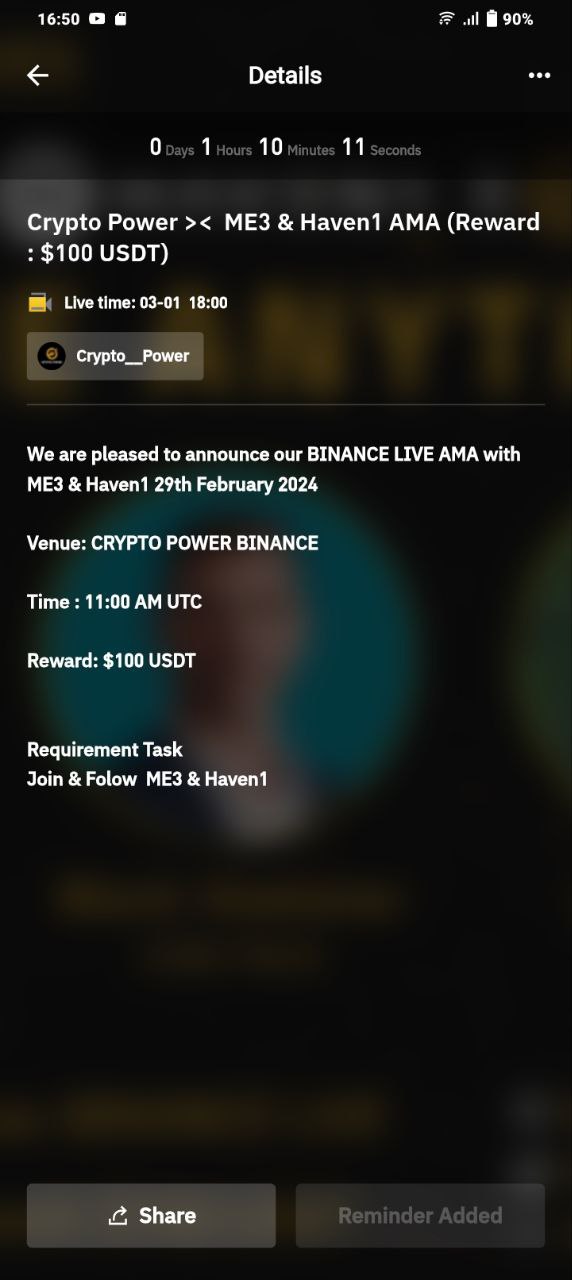 16:50 90%
Details
0 Days 1 Hours 10 Minutes 11 Seconds
Crypto Power >< ME3 & Haven1 AMA (Reward
: $100 USDT)
Live time: 03-01 18:00
Crypto__Power
We are pleased to announce our BINANCE LIVE AMA with
ME3 & Haven1 29th February 2024
Venue: CRYPTO POWER BINANCE
Time : 11:00 AM UTC
Reward: $100 USDT
Requirement Task
Join & Folow ME3 & Haven1
Share Reminder Added